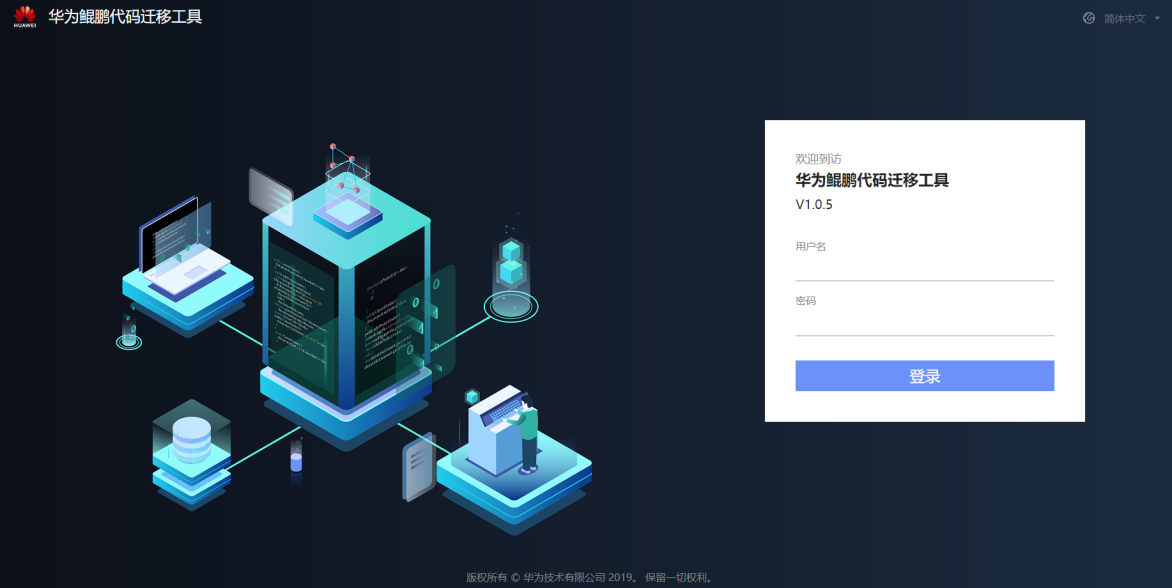 HUAWEI
华为鲲鹏代码迁移工具
简体中文
欢迎到访
华为鲲鹏代码迁移工具
V1.0.5
用户名
密码
登录
版权所有 © 华为技术有限公司 2019。 保留一切权利。